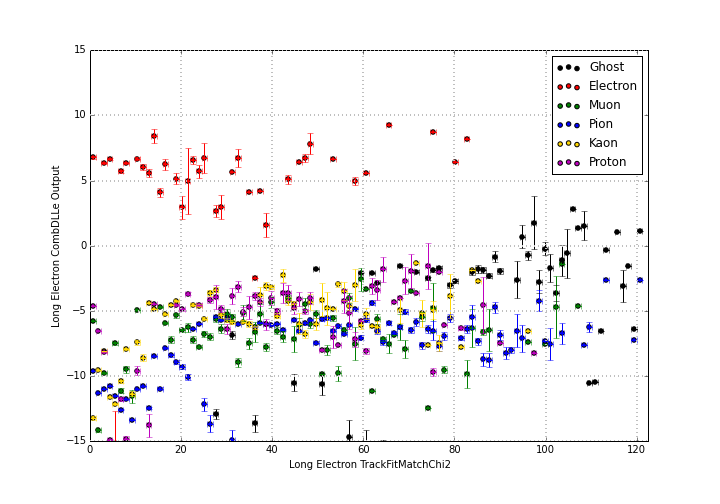 15
10
5
0
−5
−10
−15
Long Electron CombDLLe Output
Ghost
Electron
Muon
Pion
Kaon
Proton
0 20 40 60 80 100 120
Long Electron TrackFitMatchChi2